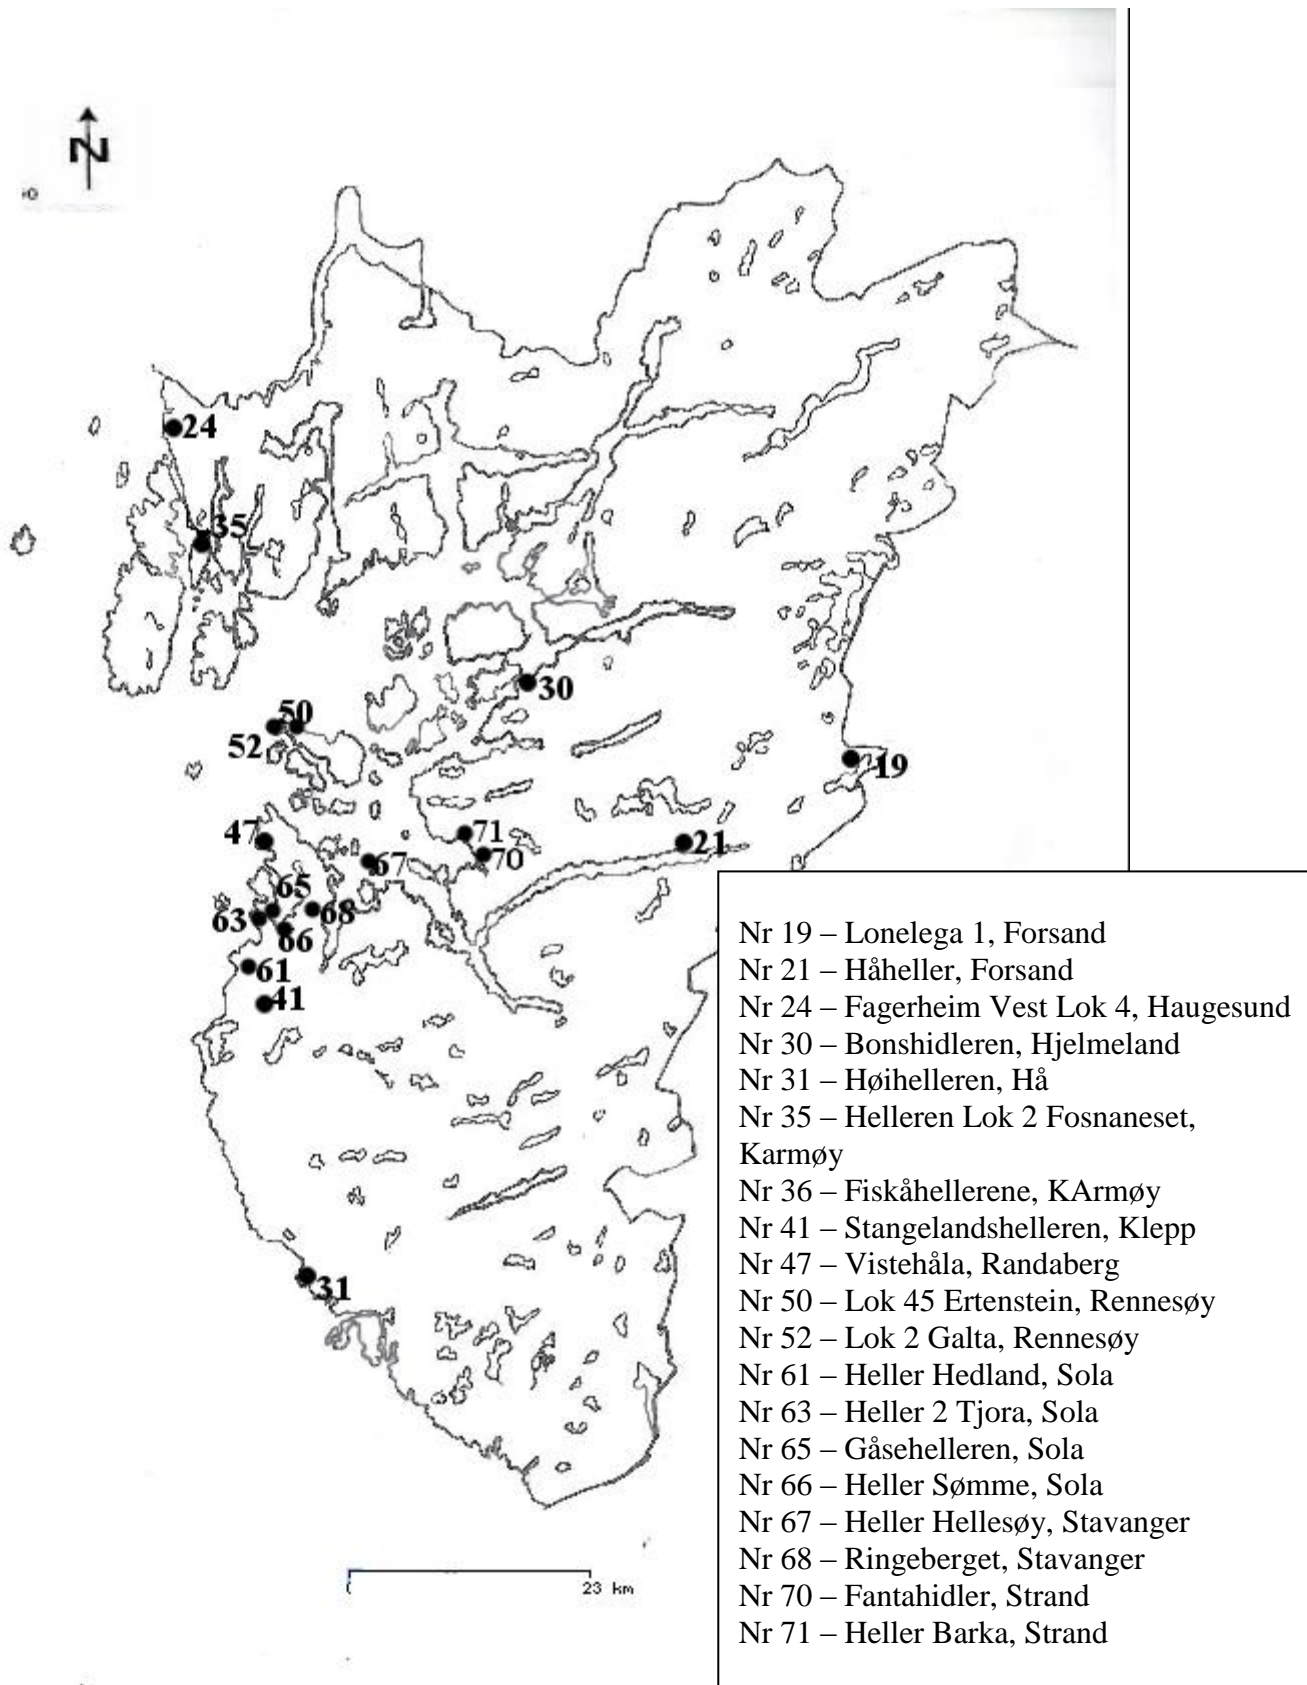 N
24
35
30
50
52
19
47
71
21
70
67
65
63
68
66
61
41
31
23 km
Nr 19 – Lonelega 1, Forsand
Nr 21 – Håheller, Forsand
Nr 24 – Fagerheim Vest Lok 4, Haugesund
Nr 30 – Bonshidleren, Hjelmeland
Nr 31 – Høihelleren, Hå
Nr 35 – Helleren Lok 2 Fosnaneset,
Karmøy
Nr 36 – Fiskåhellerene, KArmøy
Nr 41 – Stangelandshelleren, Klepp
Nr 47 – Vistehåla, Randaberg
Nr 50 – Lok 45 Ertenstein, Rennesøy
Nr 52 – Lok 2 Galta, Rennesøy
Nr 61 – Heller Hedland, Sola
Nr 63 – Heller 2 Tjora, Sola
Nr 65 – Gåsehelleren, Sola
Nr 66 – Heller Sømme, Sola
Nr 67 – Heller Hellesøy, Stavanger
Nr 68 – Ringeberget, Stavanger
Nr 70 – Fantahidler, Strand
Nr 71 – Heller Barka, Strand